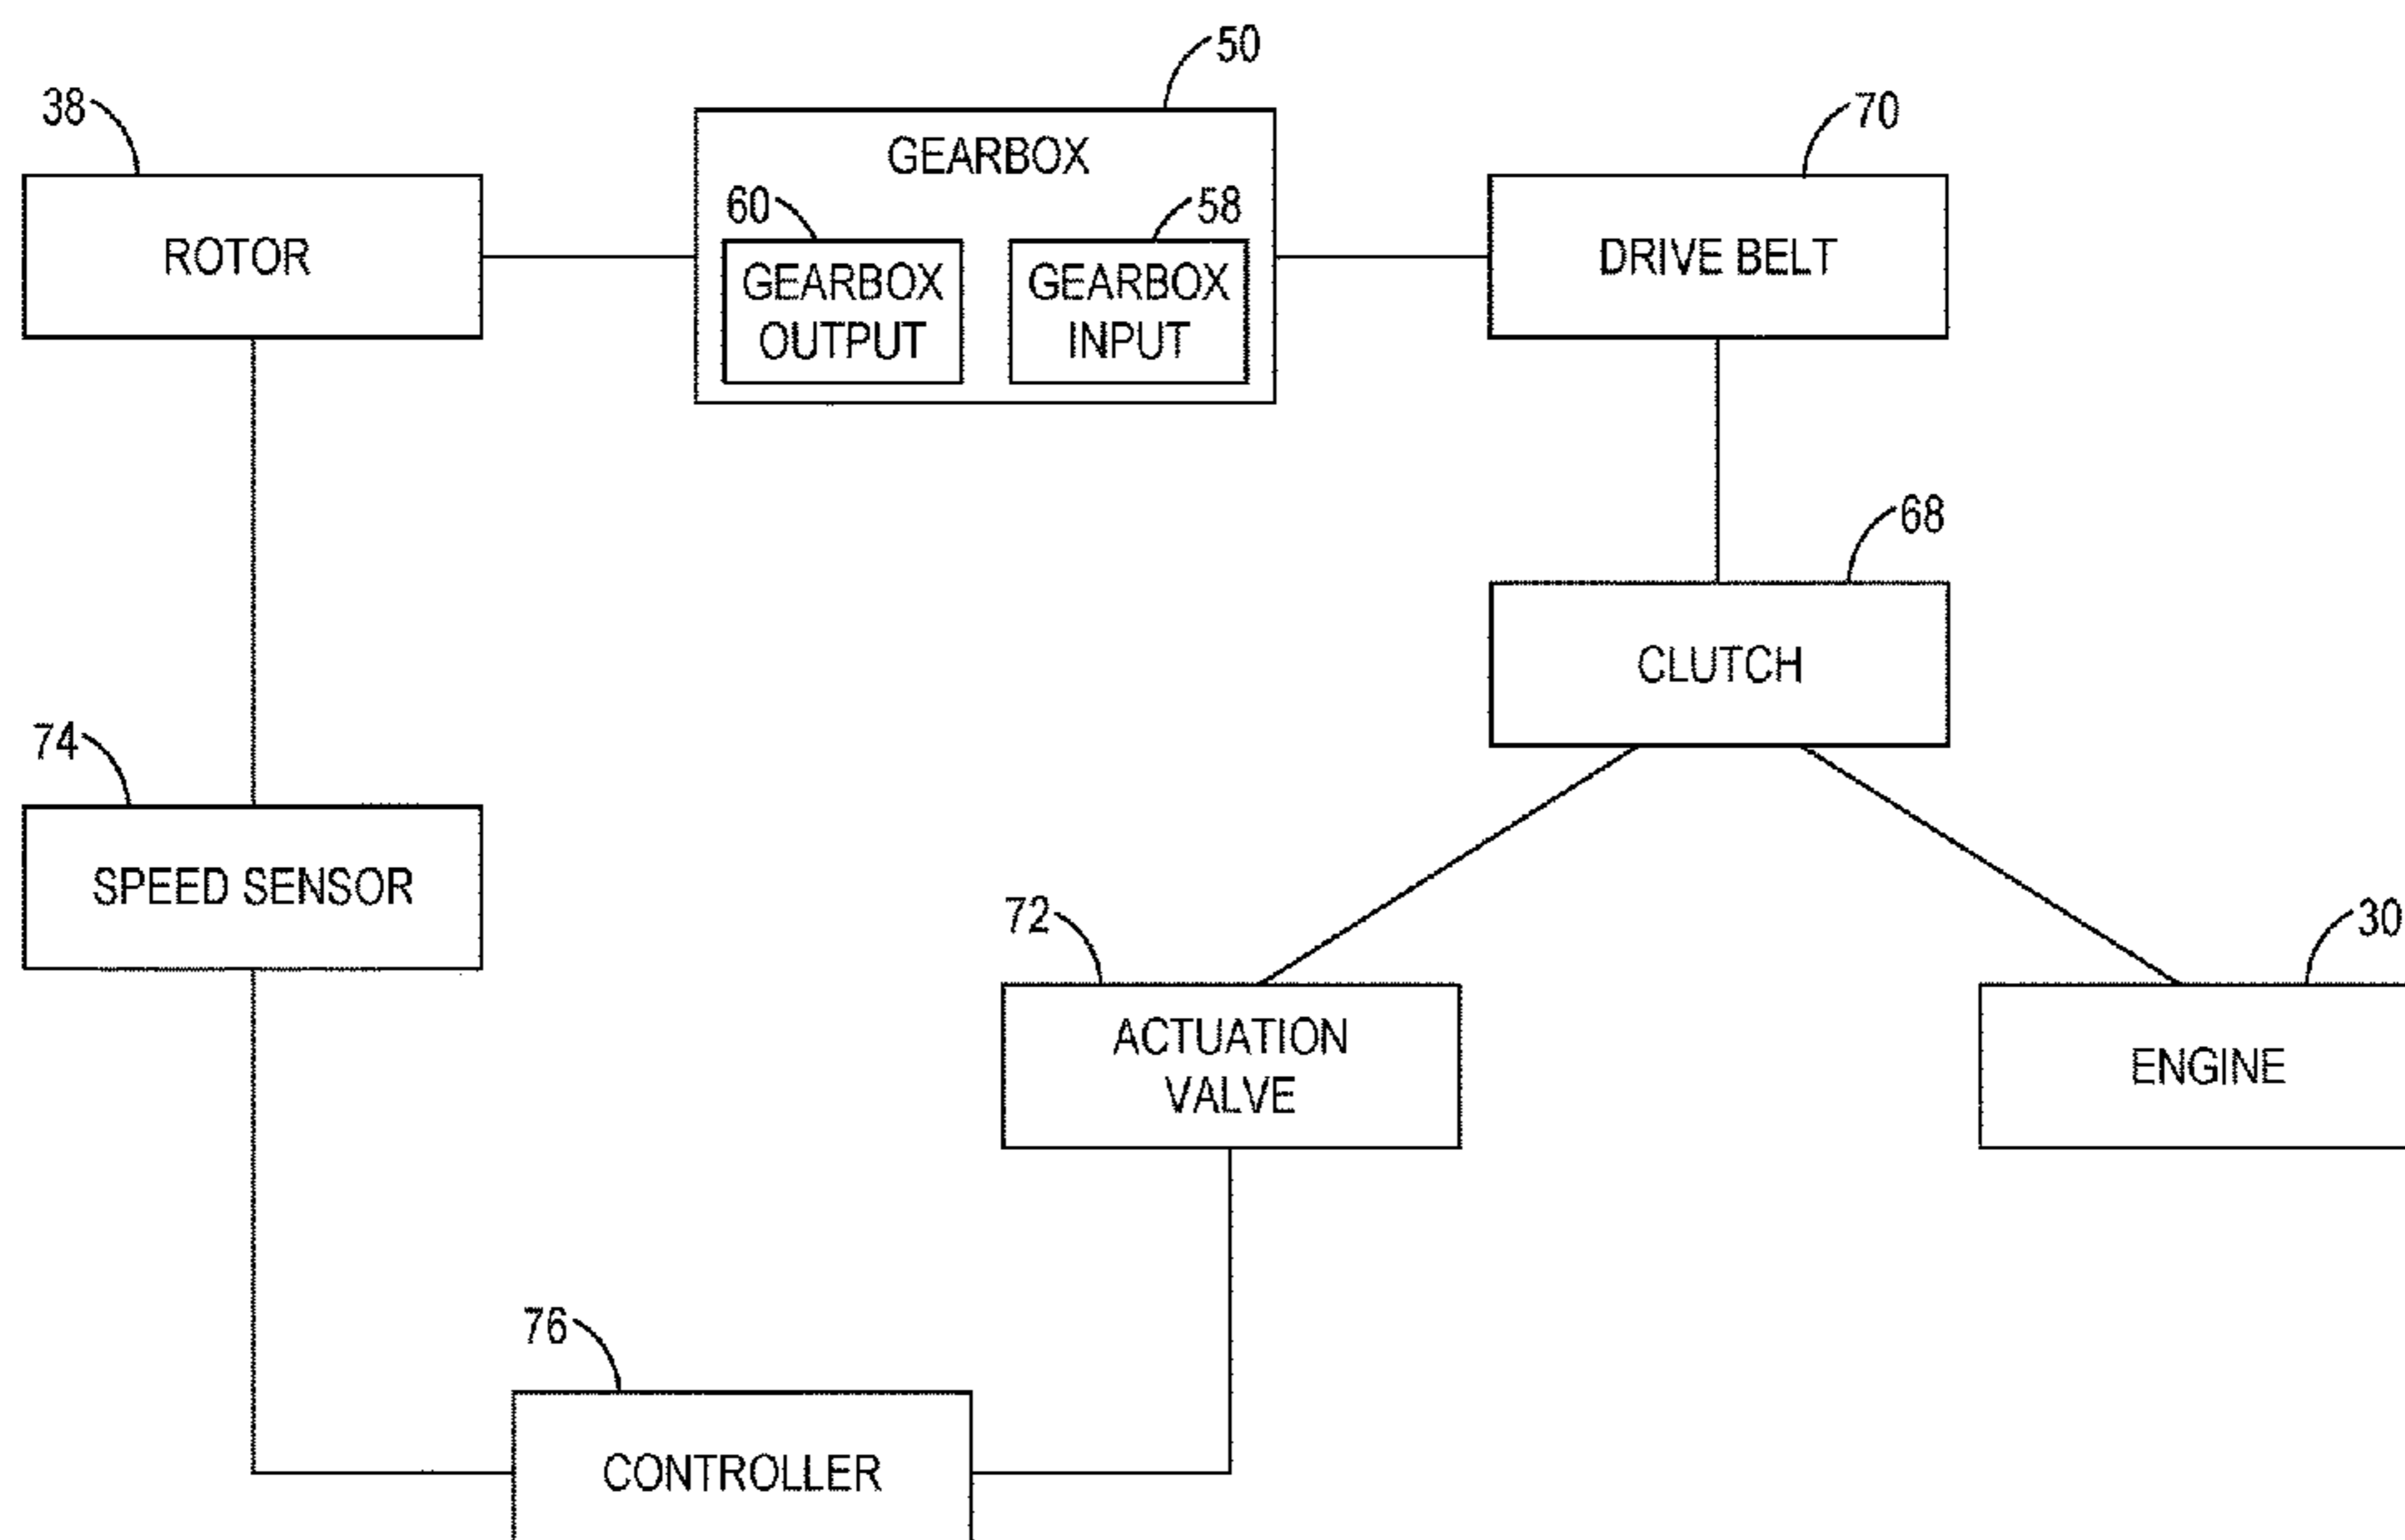 50
38
70
GEARBOX
60
58
ROTOR
GEARBOX
OUTPUT
GEARBOX
INPUT
DRIVE BELT
68
CLUTCH
74
SPEED SENSOR
72
30
ACTUATION
VALVE
ENGINE
76
CONTROLLER